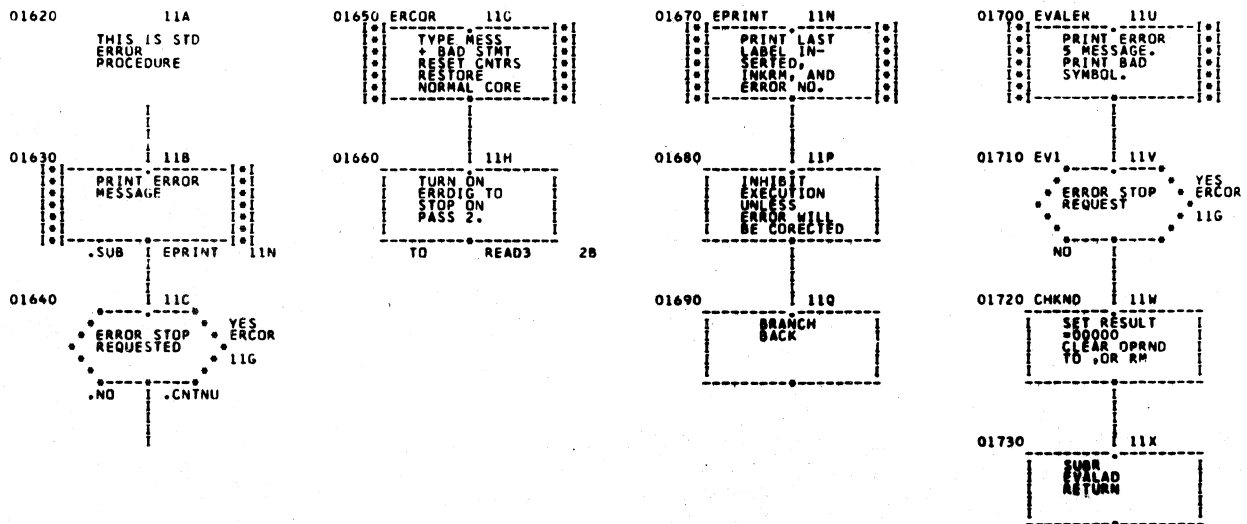 01620 11A
THIS IS STD
ERROR
PROCEDURE
01630 11B
PRINT ERROR
MESSAGE
.SUB EPRINT 11N
01640 11C
ERROR STOP
REQUESTED
YES
ERCOR
11G
.NO .CNTNU
01650 ERCOR 11G
TYPE MESS
+ BAD STMT
RESET CNTRS
RESTORE
NORMAL CORE
01660 11H
TURN ON
ERRDIG TO
STOP ON
PASS 2.
TO READ3 2B
01670 EPRINT 11N
PRINT LAST
LABEL IN-
SERTED,
INKRM, AND
ERROR NO.
01680 11P
INHIBIT
EXECUTION
UNLESS
ERROR WILL
BE CORECTED
01690 11Q
BRANCH
BACK
01700 EVALER 11U
PRINT ERROR
5 MESSAGE.
PRINT BAD
SYMBOL.
01710 EV1 11V
ERROR STOP
REQUEST
YES
ERCOR
11G
NO
01720 CHKND 11W
SET RESULT
=00000
CLEAR OPRND
TO ,OR RM
01730 11X
SUBR
EVALAD
RETURN